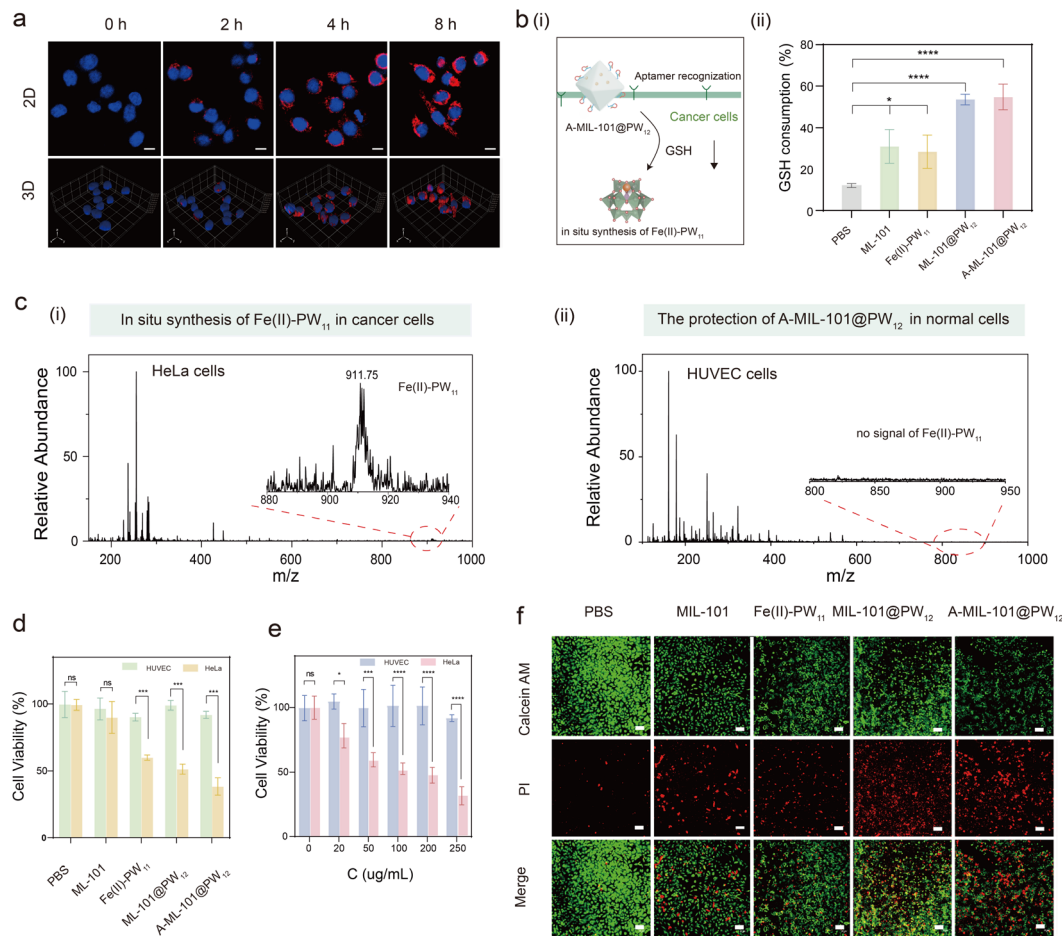 a
0 h 2 h 4 h 8 h
2D
3D
b (i)
Aptamer recognization
A-MIL-101@PW₁₂
Cancer cells
GSH
in situ synthesis of Fe(II)-PW₁₁
(ii)
GSH consumption (%)
80
60
40
20
0
****
****
*
PBS
ML-101
Fe(II)-PW₁₁
ML-101@PW₁₂
A-ML-101@PW₁₂
c (i)
In situ synthesis of Fe(II)-PW₁₁ in cancer cells
Relative Abundance
100
50
0
HeLa cells
911.75
Fe(II)-PW₁₁
880 900 920 940
200 400 600 800 1000
m/z
(ii)
The protection of A-MIL-101@PW₁₂ in normal cells
Relative Abundance
100
50
0
HUVEC cells
no signal of Fe(II)-PW₁₁
800 850 900 950
200 400 600 800 1000
m/z
d
Cell Viability (%)
100
50
0
HUVEC HeLa
ns ns *** *** ***
PBS
ML-101
Fe(II)-PW₁₁
ML-101@PW₁₂
A-ML-101@PW₁₂
e
Cell Viability (%)
100
50
0
HUVEC HeLa
ns * *** **** **** ****
0 20 50 100 200 250
C (ug/mL)
f
PBS MIL-101 Fe(II)-PW₁₁ MIL-101@PW₁₂ A-MIL-101@PW₁₂
Calcein AM
PI
Merge